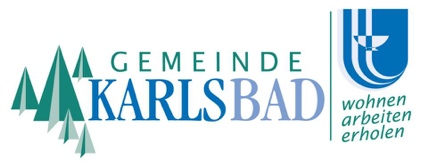 GEMEINDE
KARLSBAD
wohnen
arbeiten
erholen